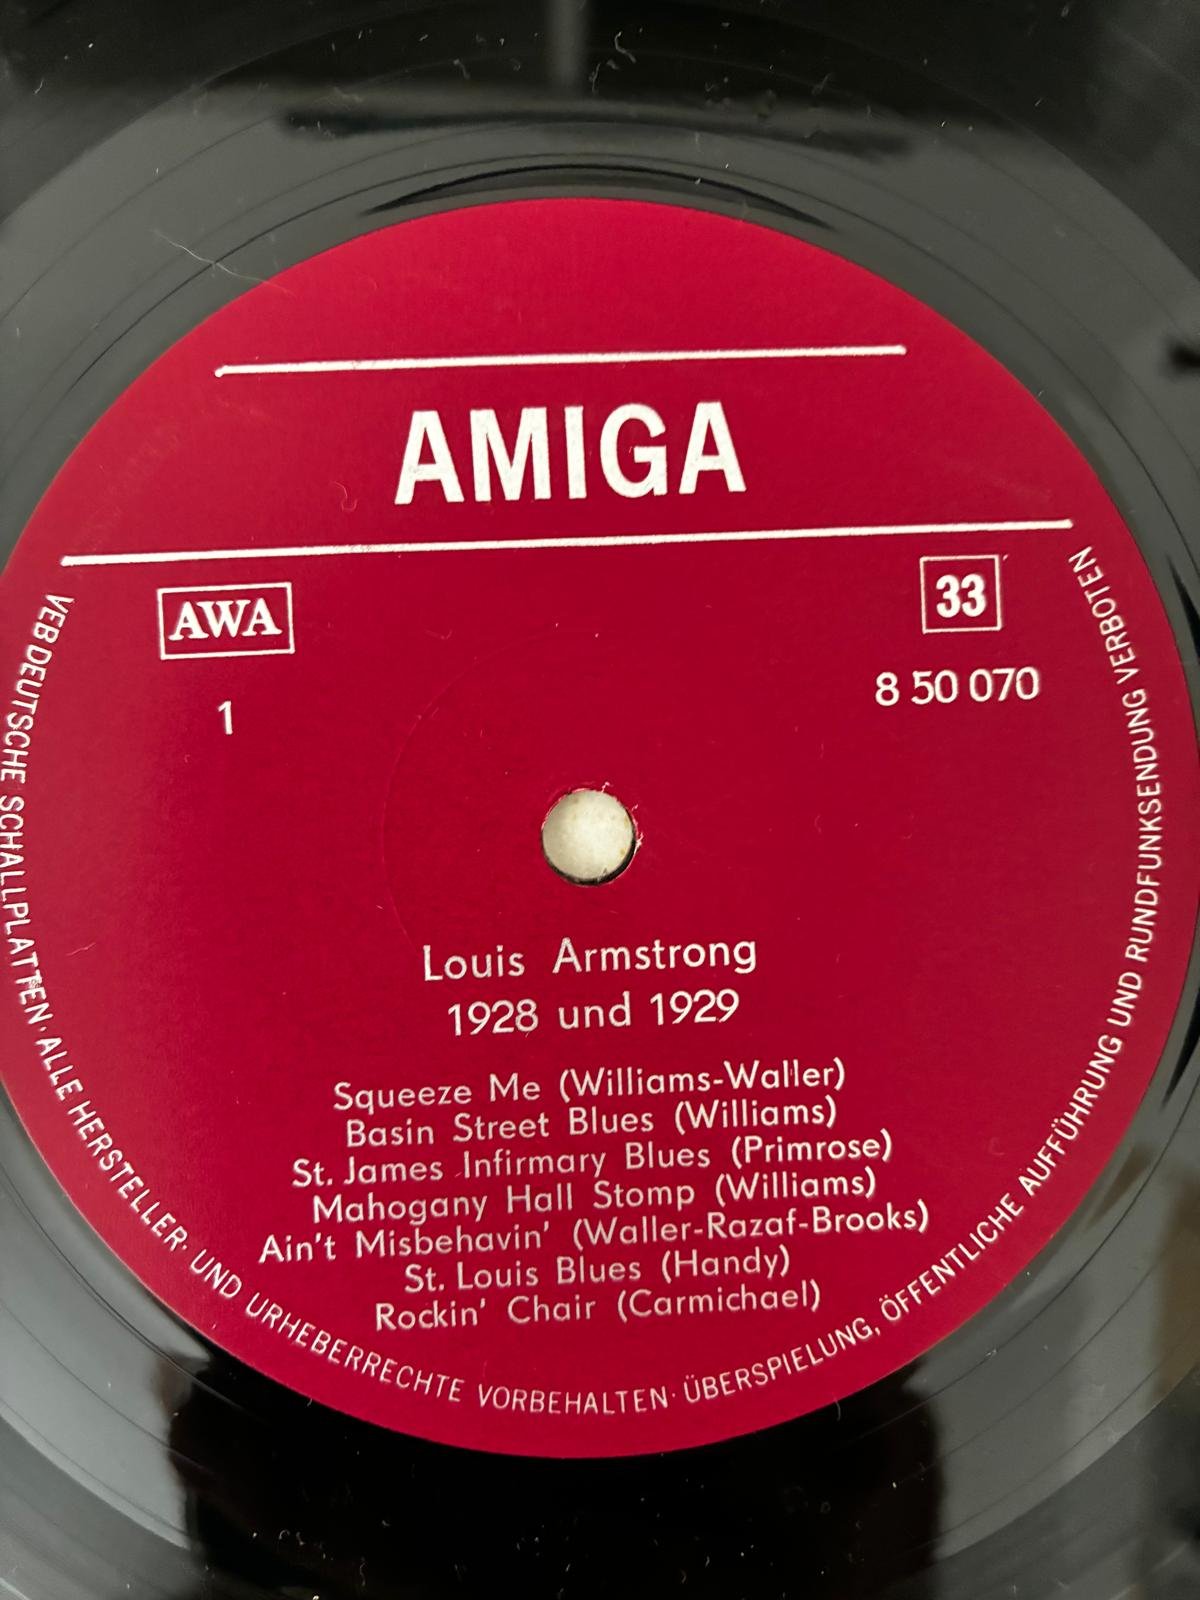 AMIGA
AWA
33
1
8 50 070
Louis Armstrong
1928 und 1929
Squeeze Me (Williams-Waller)
Basin Street Blues (Williams)
St. James Infirmary Blues (Primrose)
Mahogany Hall Stomp (Williams)
Ain't Misbehavin' (Waller-Razaf-Brooks)
St. Louis Blues (Handy)
Rockin' Chair (Carmichael)
VEB DEUTSCHE SCHALLPLATTEN · ALLE HERSTELLER- UND URHEBERRECHTE VORBEHALTEN · ÜBERSPIELUNG, ÖFFENTLICHE AUFFÜHRUNG UND RUNDFUNKSENDUNG VERBOTEN